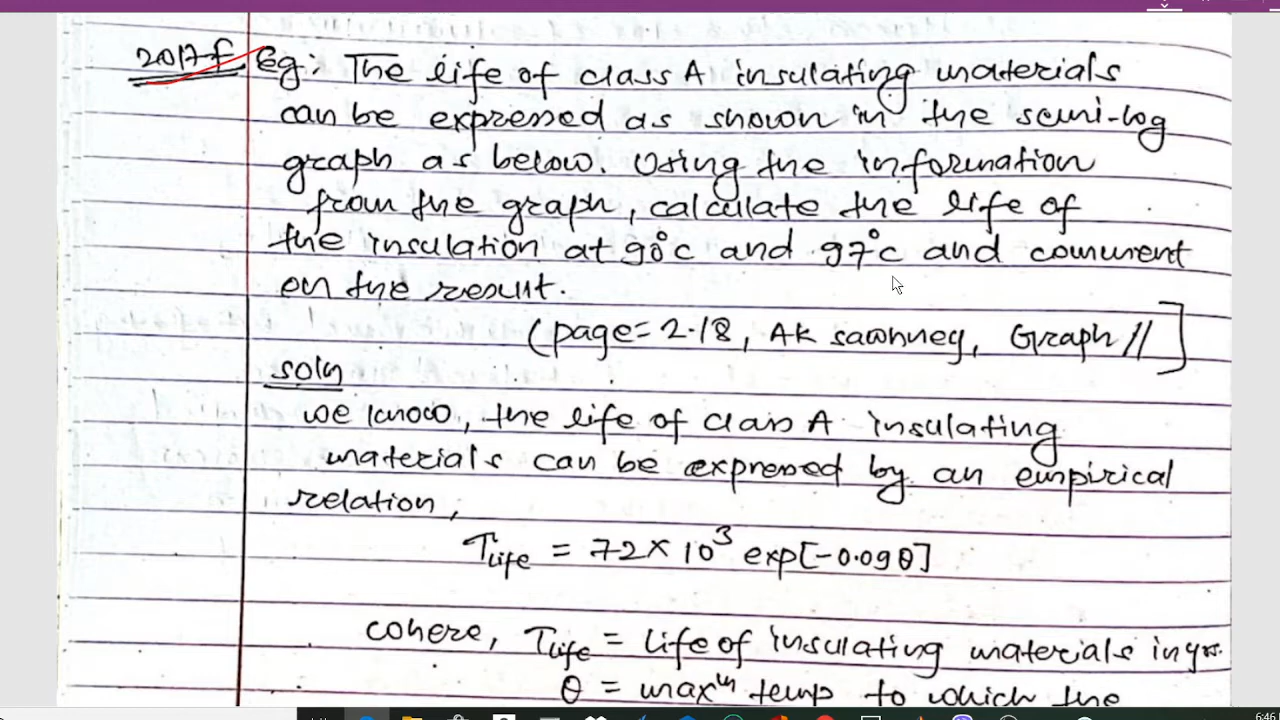 2017f Eg: The life of class A insulating materials
can be expressed as shown in the semi-log
graph as below. Using the information
from the graph, calculate the life of
the insulation at 90°c and 97°c and comment
on the result.
(page=2.18, AK sawhney, Graph //]
soln
we know, the life of class A insulating
materials can be expressed by an empirical
relation,
Tlife = 72 × 10³ exp[-0.09θ]
where, Tlife = life of insulating materials in yrs.
θ = maxᵐ temp to which the
6:46